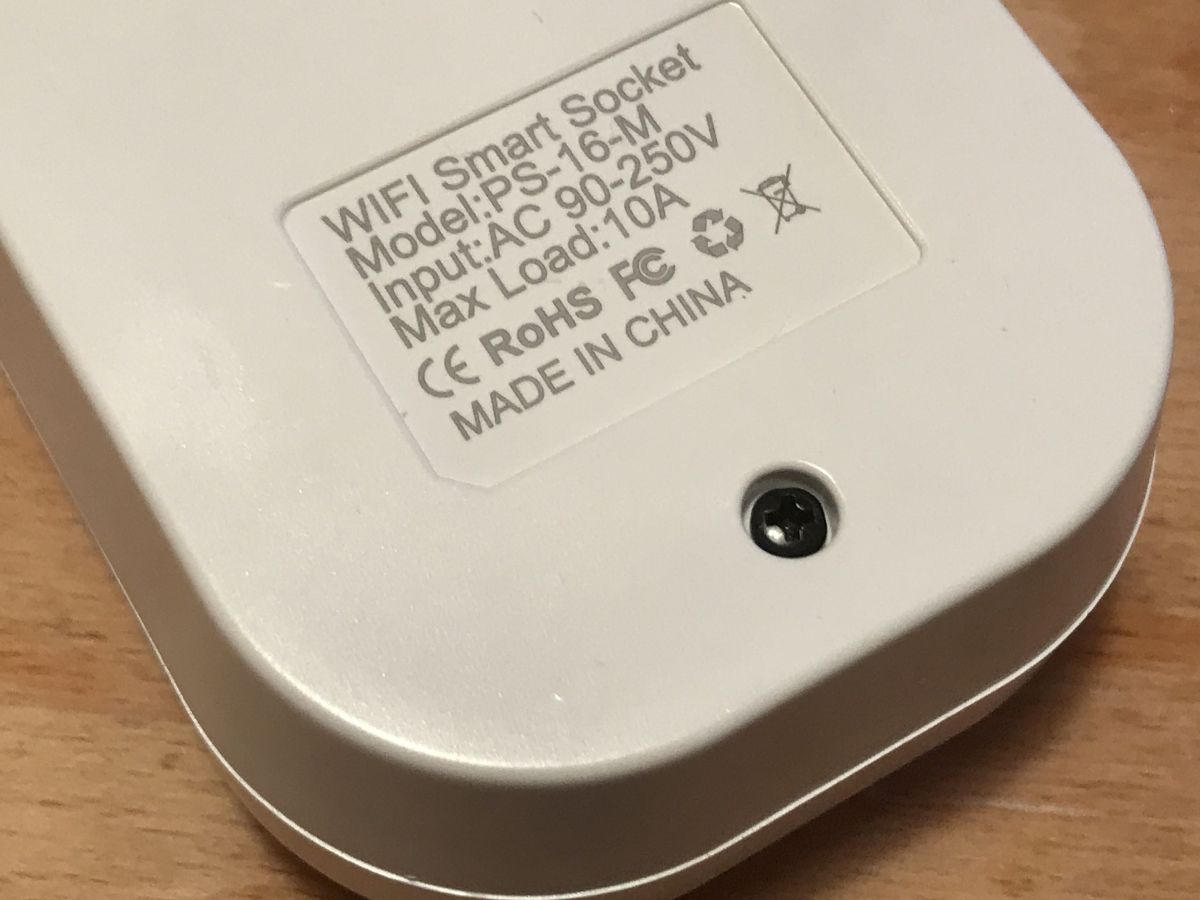 WIFI Smart Socket
Model:PS-16-M
Input:AC 90-250V
Max Load:10A
CE RoHS FC
MADE IN CHINA